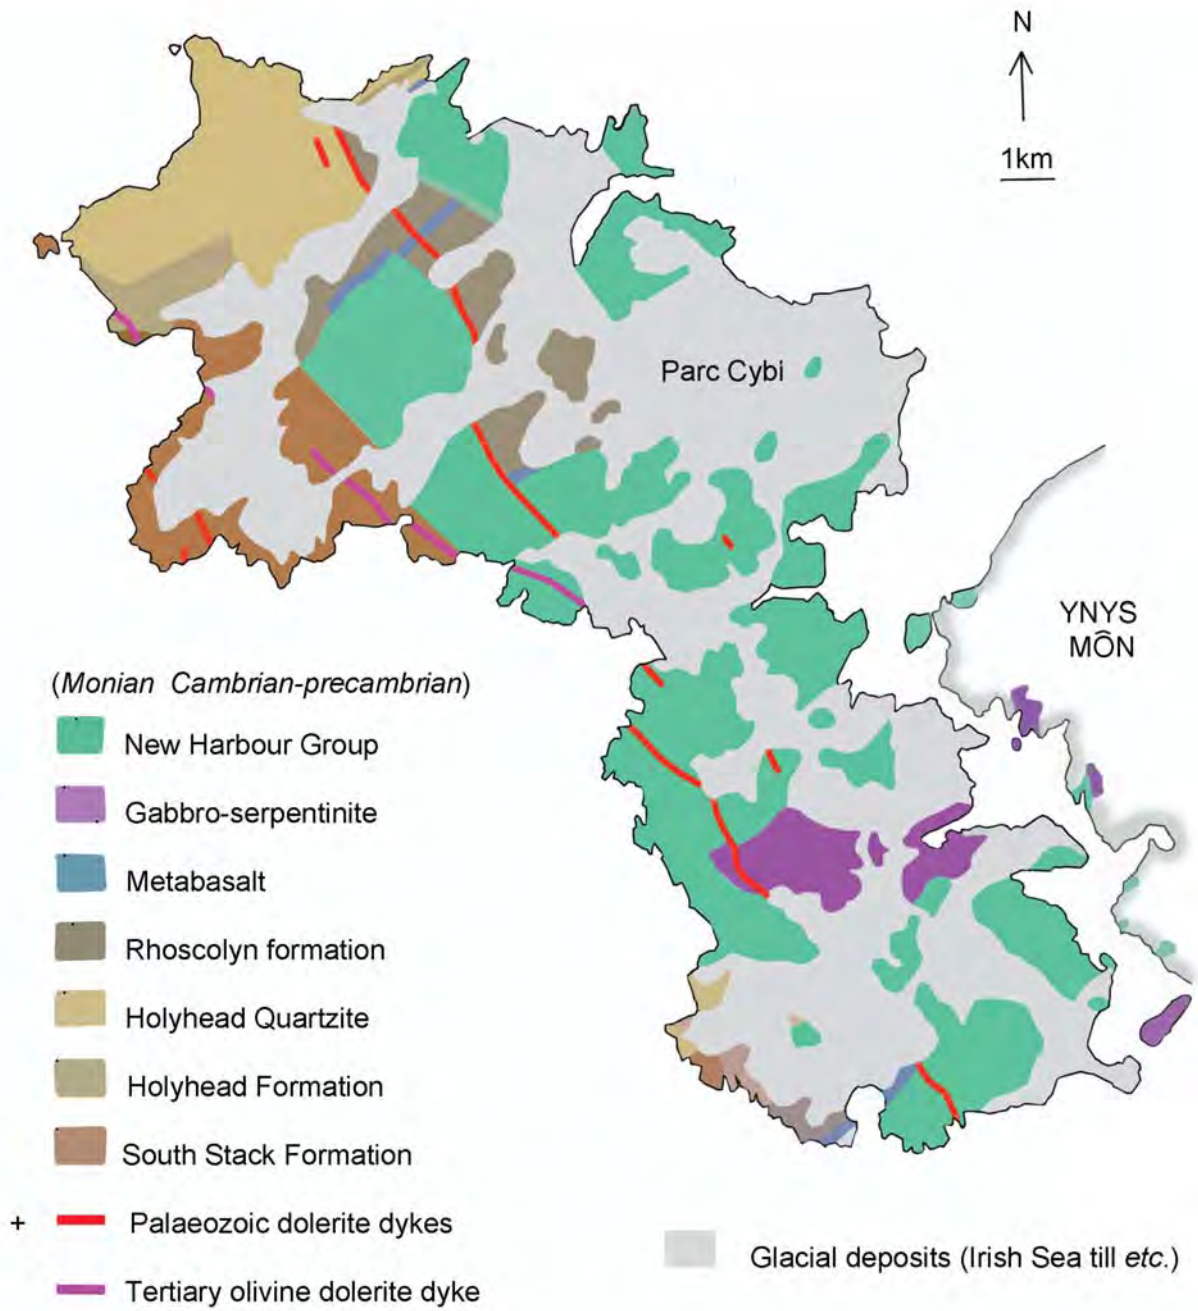 N
1km
Parc Cybi
YNYS
MÔN
(Monian Cambrian-precambrian)
New Harbour Group
Gabbro-serpentinite
Metabasalt
Rhoscolyn formation
Holyhead Quartzite
Holyhead Formation
South Stack Formation
+ Palaeozoic dolerite dykes
Tertiary olivine dolerite dyke
Glacial deposits (Irish Sea till etc.)